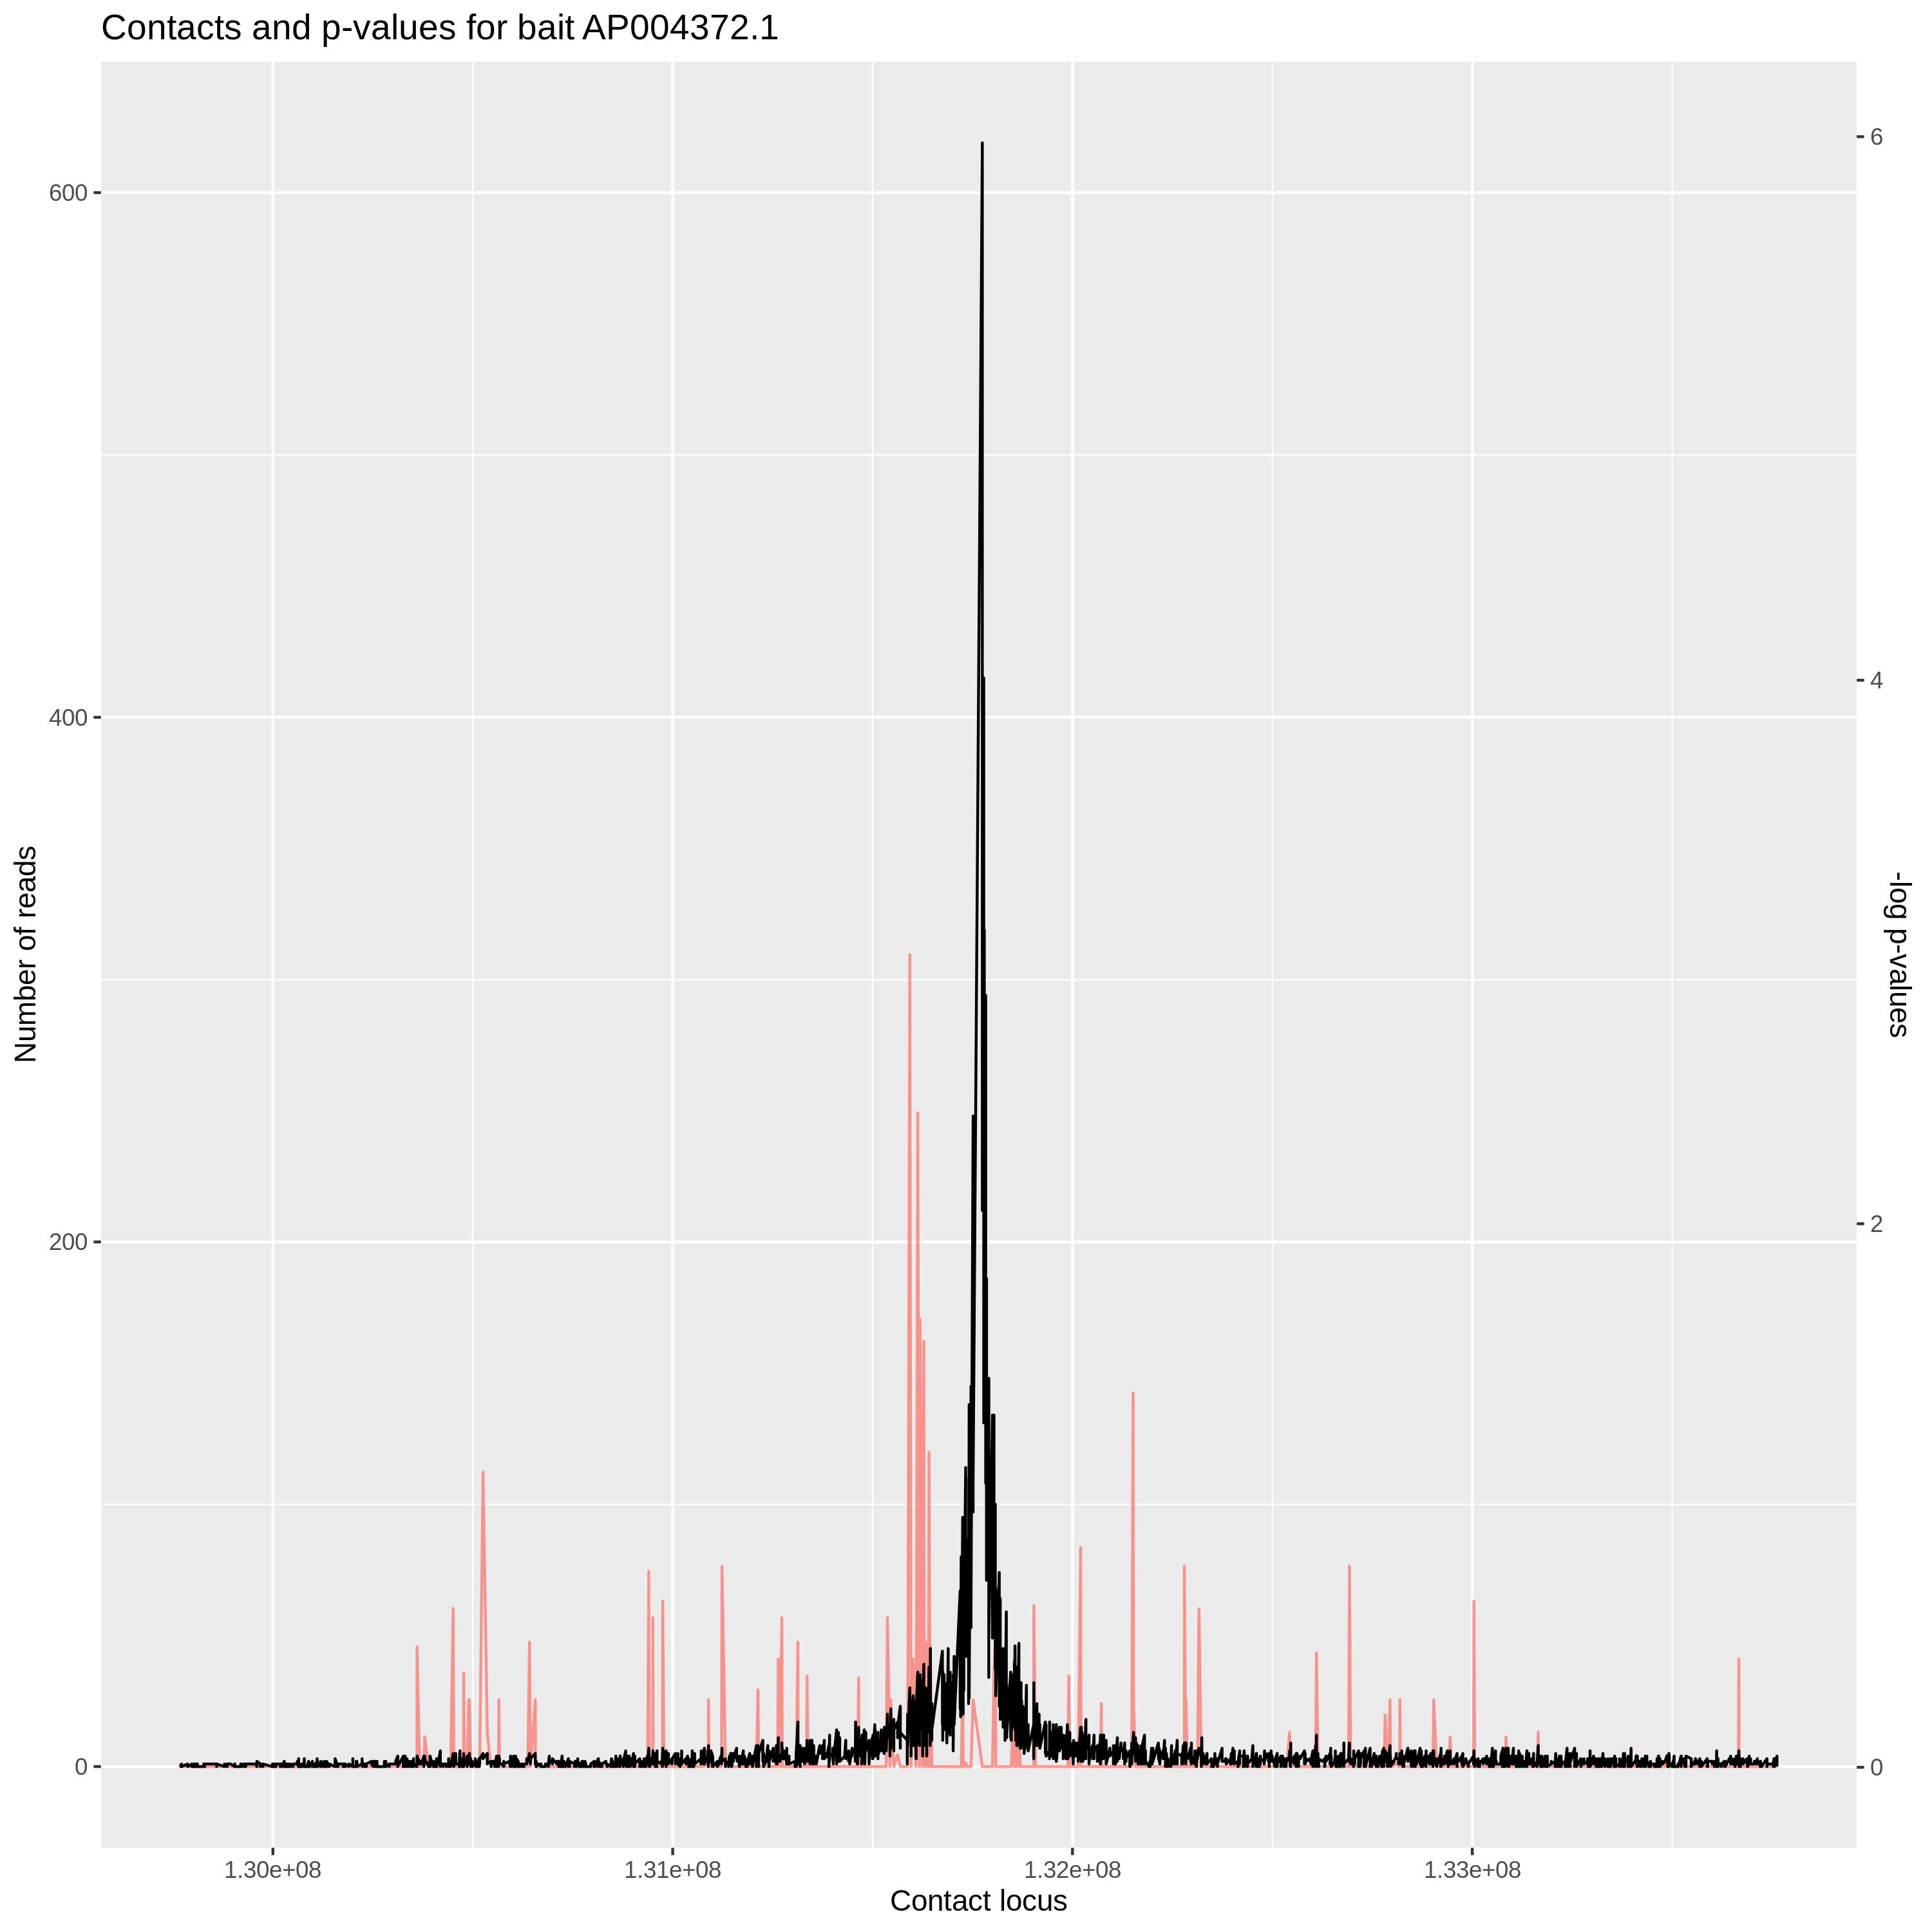 Contacts and p-values for bait AP004372.1
600
400
200
0
Number of reads
6
4
2
0
-log p-values
1.30e+08
1.31e+08
1.32e+08
1.33e+08
Contact locus